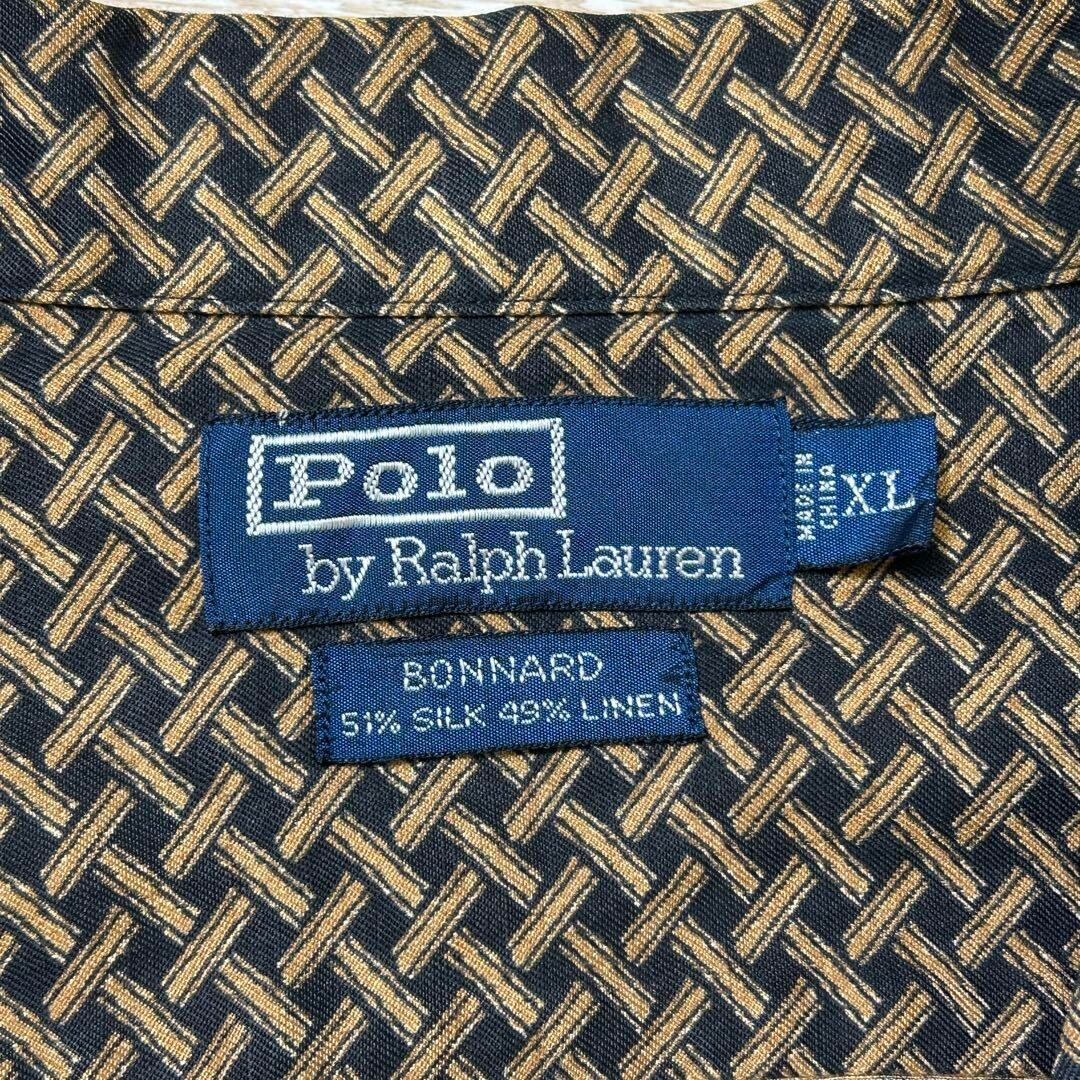 Polo
by Ralph Lauren
MADE IN
CHINA
XL
BONNARD
51% SILK 49% LINEN